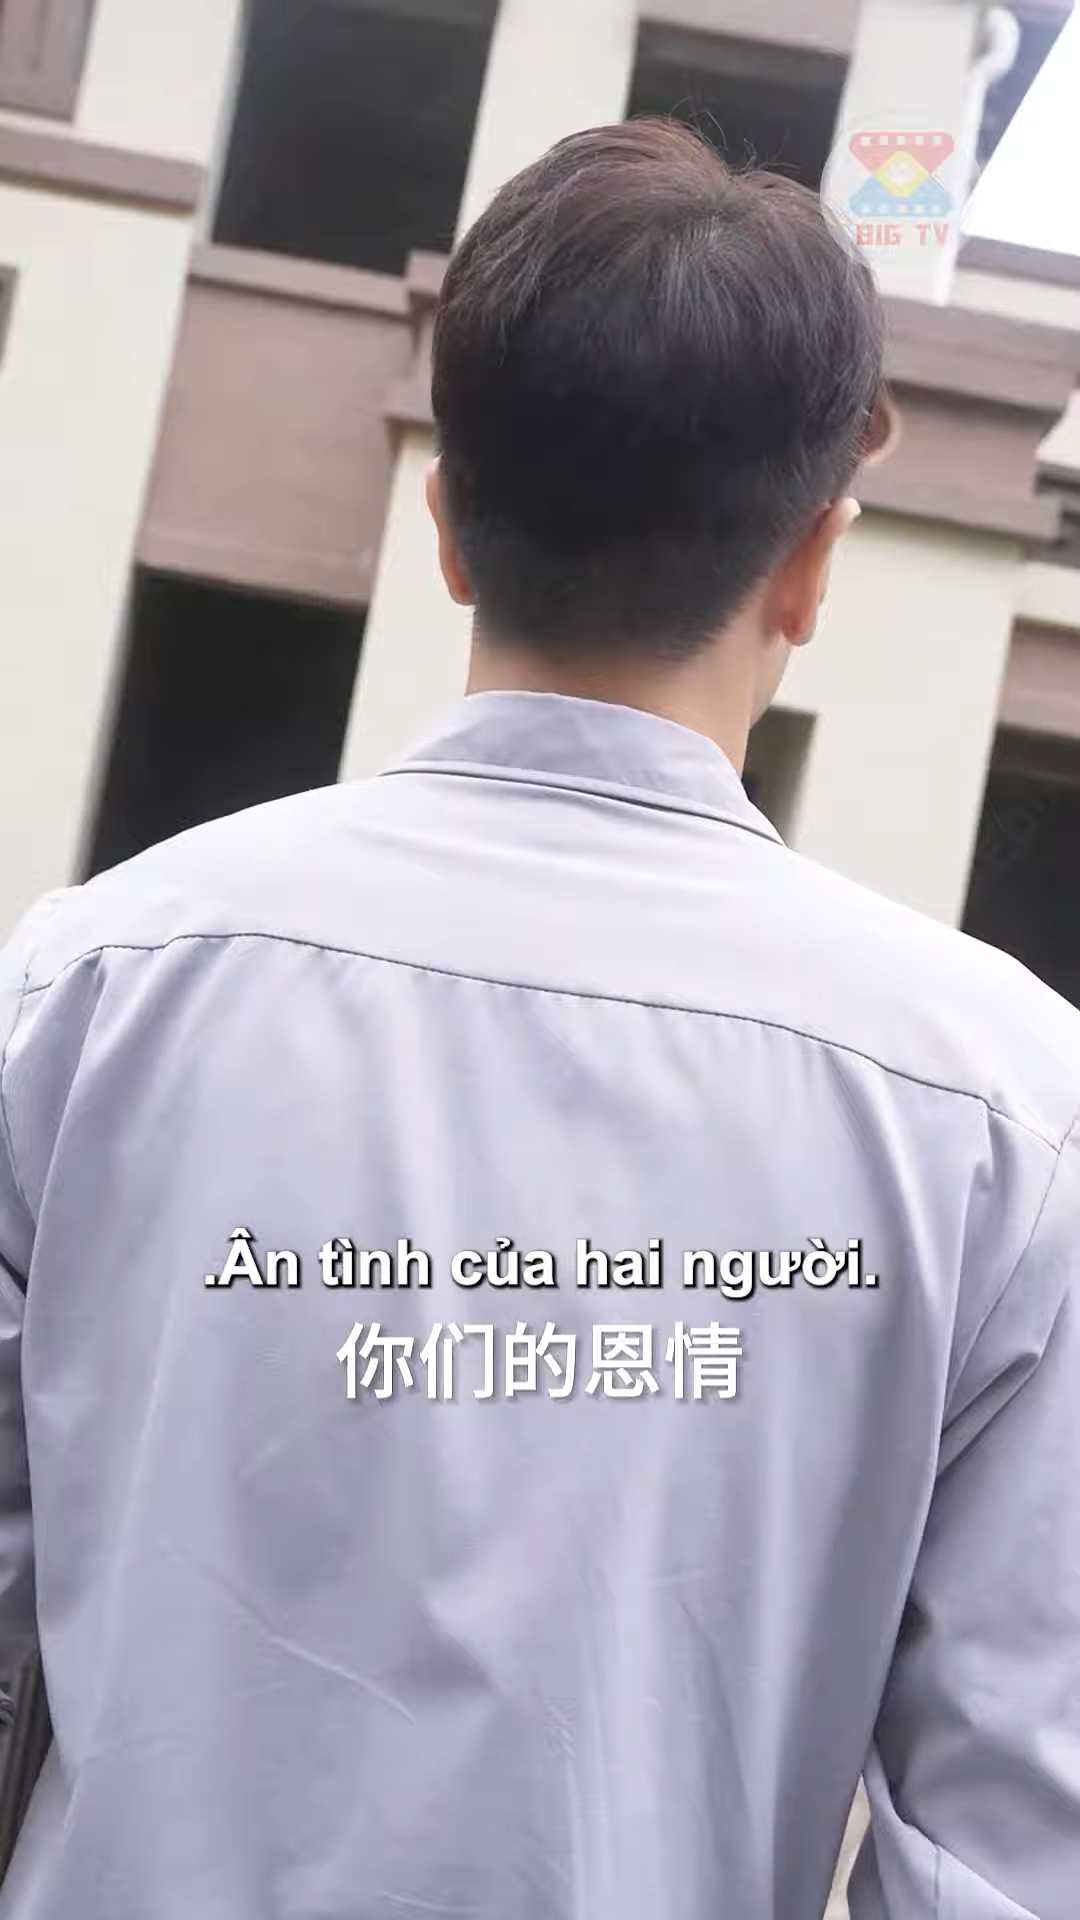 BIG TV
.Ân tình của hai người.
你们的恩情